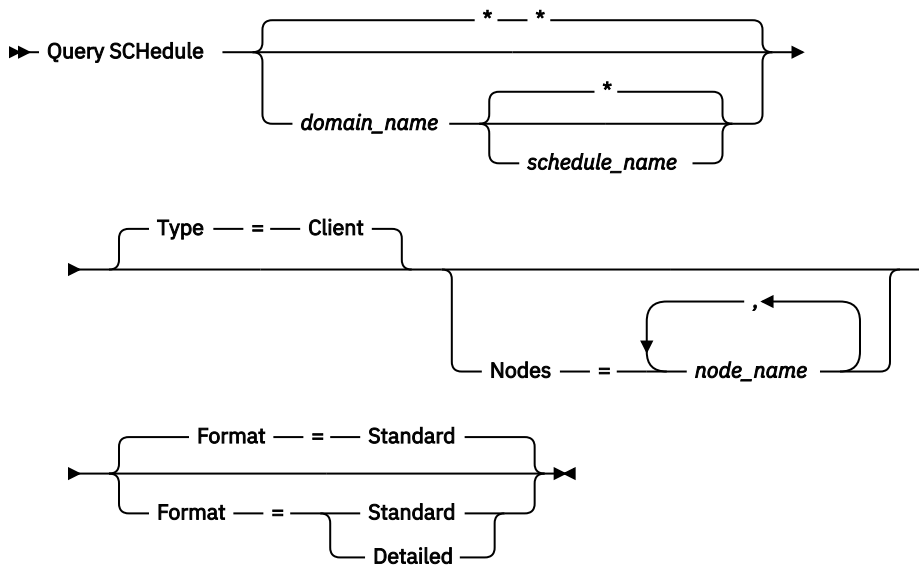 * *
Query SCHedule
*
domain_name
schedule_name
Type = Client
,
Nodes = node_name
Format = Standard
Format = Standard
Detailed